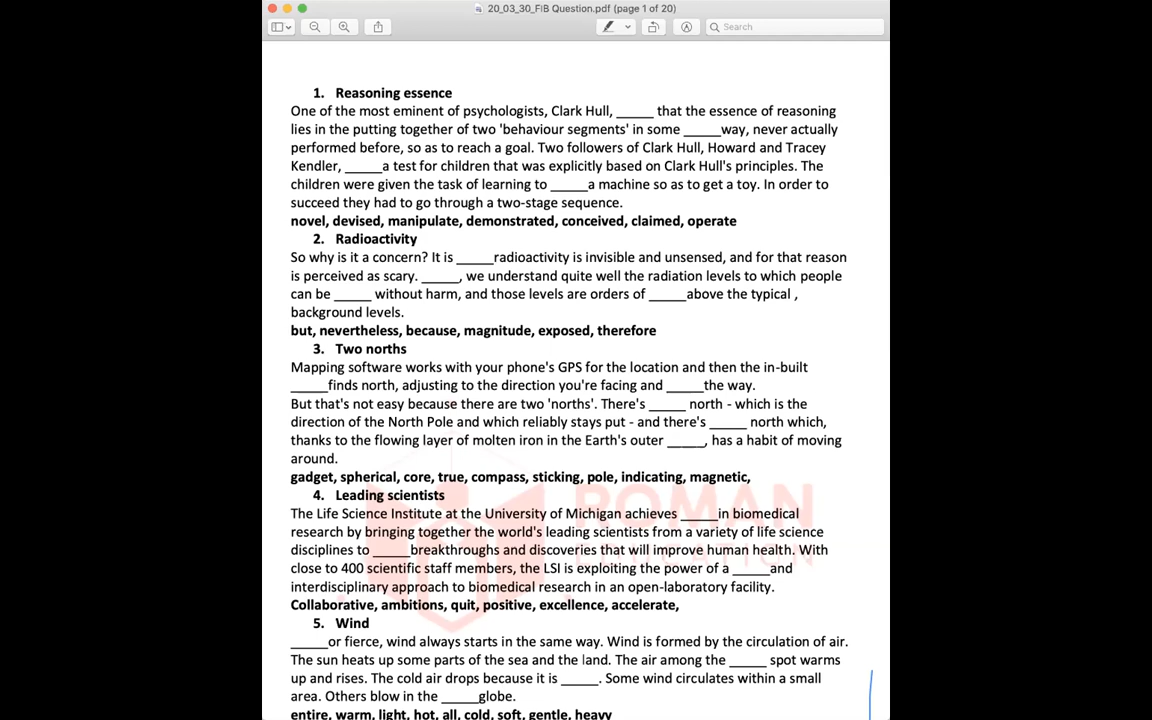 20_03_30_FIB Question.pdf (page 1 of 20)
Search
1. Reasoning essence
One of the most eminent of psychologists, Clark Hull, _____ that the essence of reasoning
lies in the putting together of two 'behaviour segments' in some _____way, never actually
performed before, so as to reach a goal. Two followers of Clark Hull, Howard and Tracey
Kendler, _____a test for children that was explicitly based on Clark Hull's principles. The
children were given the task of learning to _____a machine so as to get a toy. In order to
succeed they had to go through a two-stage sequence.
novel, devised, manipulate, demonstrated, conceived, claimed, operate
2. Radioactivity
So why is it a concern? It is _____radioactivity is invisible and unsensed, and for that reason
is perceived as scary. _____, we understand quite well the radiation levels to which people
can be _____ without harm, and those levels are orders of _____above the typical ,
background levels.
but, nevertheless, because, magnitude, exposed, therefore
3. Two norths
Mapping software works with your phone's GPS for the location and then the in-built
_____finds north, adjusting to the direction you're facing and _____the way.
But that's not easy because there are two 'norths'. There's _____ north - which is the
direction of the North Pole and which reliably stays put - and there's _____ north which,
thanks to the flowing layer of molten iron in the Earth's outer _____, has a habit of moving
around.
gadget, spherical, core, true, compass, sticking, pole, indicating, magnetic,
4. Leading scientists
The Life Science Institute at the University of Michigan achieves _____in biomedical
research by bringing together the world's leading scientists from a variety of life science
disciplines to _____breakthroughs and discoveries that will improve human health. With
close to 400 scientific staff members, the LSI is exploiting the power of a _____and
interdisciplinary approach to biomedical research in an open-laboratory facility.
Collaborative, ambitions, quit, positive, excellence, accelerate,
5. Wind
_____or fierce, wind always starts in the same way. Wind is formed by the circulation of air.
The sun heats up some parts of the sea and the land. The air among the _____ spot warms
up and rises. The cold air drops because it is _____. Some wind circulates within a small
area. Others blow in the _____globe.
entire, warm, light, hot, all, cold, soft, gentle, heavy
ROMAN